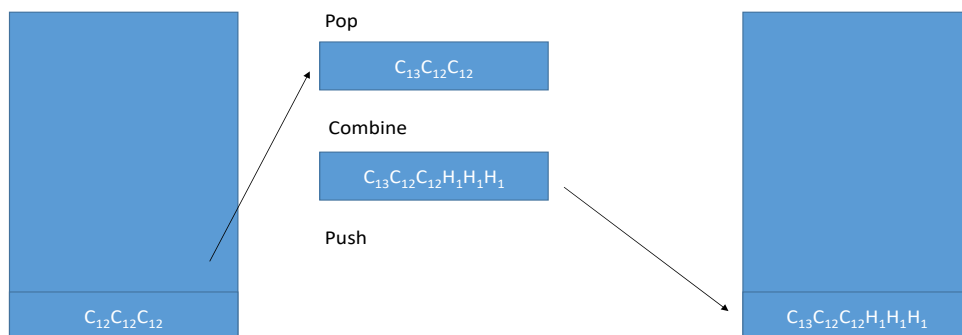 Pop
C₁₃C₁₂C₁₂
Combine
C₁₃C₁₂C₁₂H₁H₁H₁
Push
C₁₂C₁₂C₁₂
C₁₃C₁₂C₁₂H₁H₁H₁